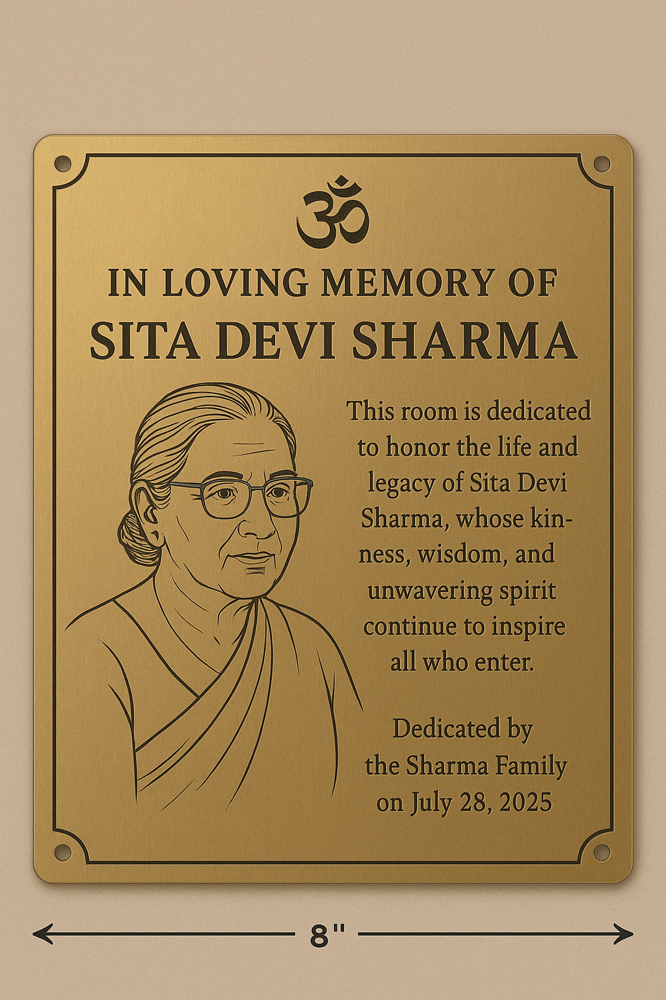 ॐ
IN LOVING MEMORY OF
SITA DEVI SHARMA
This room is dedicated
to honor the life and
legacy of Sita Devi
Sharma, whose kin-
ness, wisdom, and
unwavering spirit
continue to inspire
all who enter.
Dedicated by
the Sharma Family
on July 28, 2025
8"